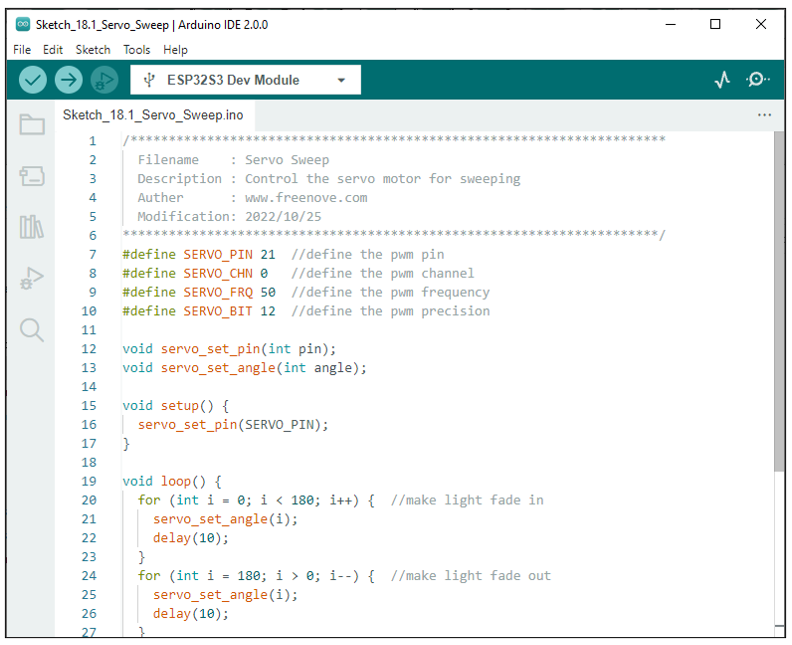 Sketch_18.1_Servo_Sweep | Arduino IDE 2.0.0
File Edit Sketch Tools Help
ESP32S3 Dev Module
Sketch_18.1_Servo_Sweep.ino
1 /**********************************************************************
2   Filename    : Servo Sweep
3   Description : Control the servo motor for sweeping
4   Auther      : www.freenove.com
5   Modification: 2022/10/25
6 **********************************************************************/
7 #define SERVO_PIN 21  //define the pwm pin
8 #define SERVO_CHN 0   //define the pwm channel
9 #define SERVO_FRQ 50  //define the pwm frequency
10 #define SERVO_BIT 12  //define the pwm precision
11
12 void servo_set_pin(int pin);
13 void servo_set_angle(int angle);
14
15 void setup() {
16   servo_set_pin(SERVO_PIN);
17 }
18
19 void loop() {
20   for (int i = 0; i < 180; i++) {  //make light fade in
21     servo_set_angle(i);
22     delay(10);
23   }
24   for (int i = 180; i > 0; i--) {  //make light fade out
25     servo_set_angle(i);
26     delay(10);
27   }